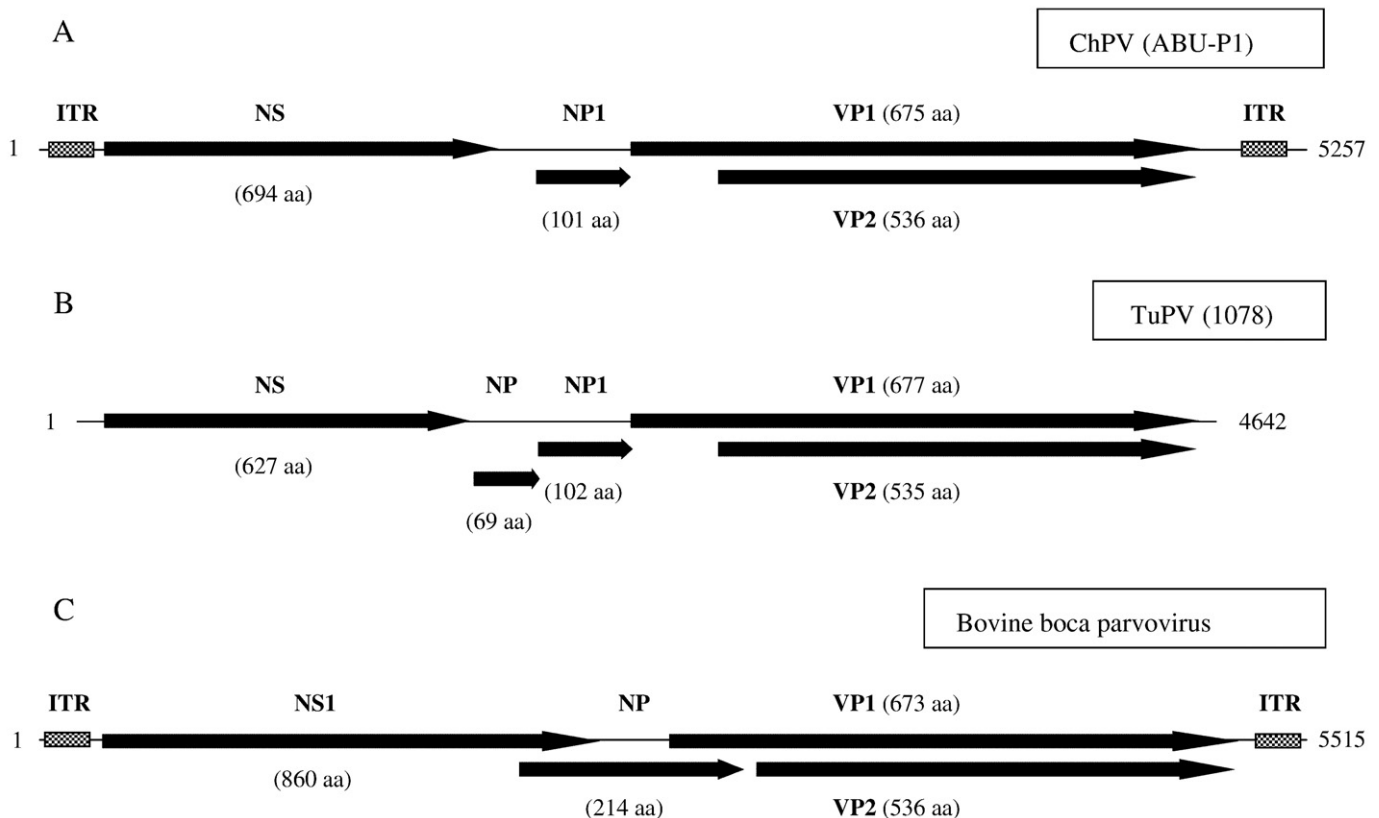 A
ChPV (ABU-P1)
ITR NS NP1 VP1 (675 aa) ITR
1 5257
(694 aa) (101 aa) VP2 (536 aa)
B
TuPV (1078)
NS NP NP1 VP1 (677 aa)
1 4642
(627 aa) (102 aa) VP2 (535 aa)
(69 aa)
C
Bovine boca parvovirus
ITR NS1 NP VP1 (673 aa) ITR
1 5515
(860 aa) (214 aa) VP2 (536 aa)